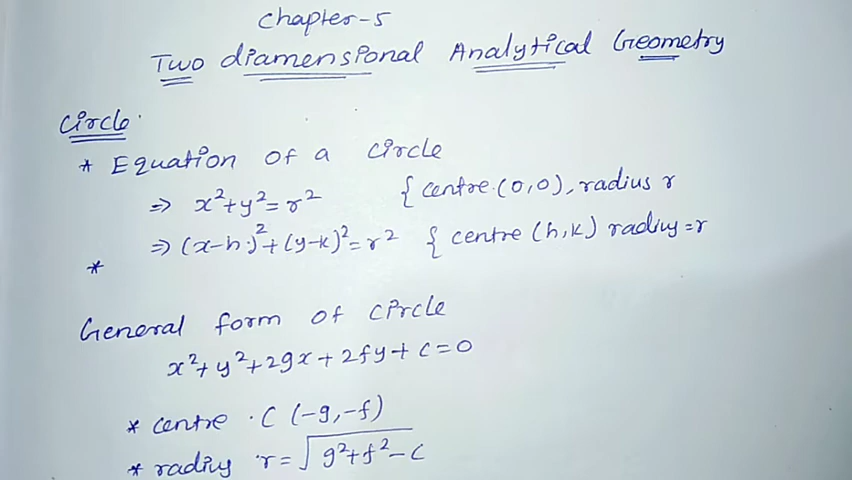 Chapter-5
Two diamensional Analytical Geometry
Circle
* Equation of a circle
⇒ x²+y²=r² { centre (0,0), radius r
⇒ (x-h)²+(y-k)²=r² { centre (h,k) radius=r
*
General form of circle
x²+y²+2gx+2fy+c=0
* centre C (-g,-f)
* radius r=√g²+f²-c